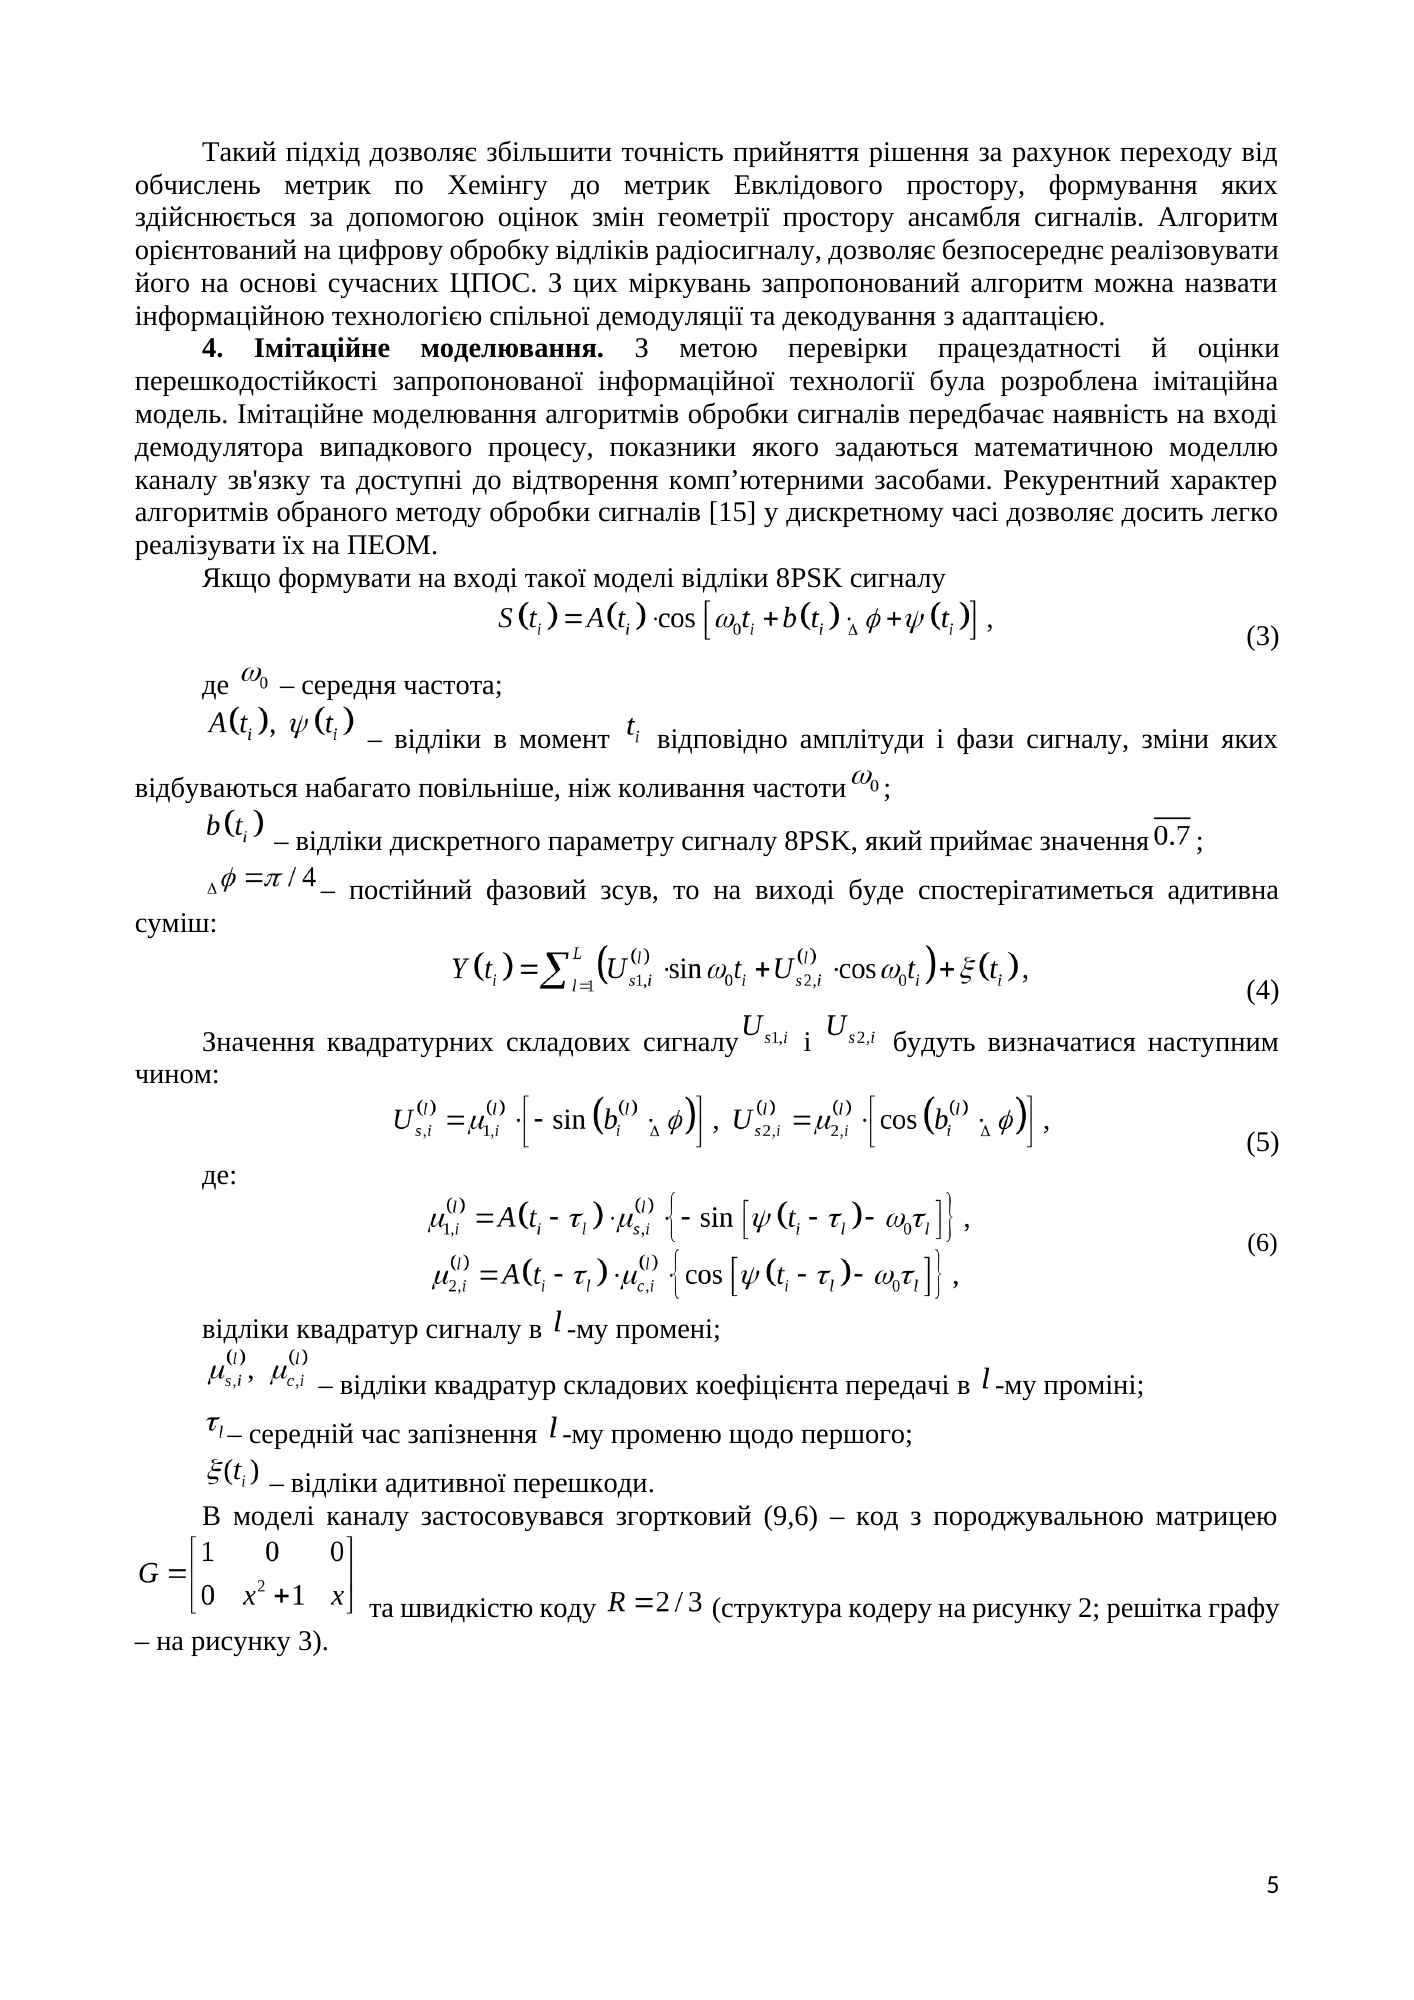 Такий підхід дозволяє збільшити точність прийняття рішення за рахунок переходу від
обчислень метрик по Хемінгу до метрик Евклідового простору, формування яких
здійснюється за допомогою оцінок змін геометрії простору ансамбля сигналів. Алгоритм
орієнтований на цифрову обробку відліків радіосигналу, дозволяє безпосереднє реалізовувати
його на основі сучасних ЦПОС. З цих міркувань запропонований алгоритм можна назвати
інформаційною технологією спільної демодуляції та декодування з адаптацією.
4. Імітаційне моделювання. З метою перевірки працездатності й оцінки
перешкодостійкості запропонованої інформаційної технології була розроблена імітаційна
модель. Імітаційне моделювання алгоритмів обробки сигналів передбачає наявність на вході
демодулятора випадкового процесу, показники якого задаються математичною моделлю
каналу зв'язку та доступні до відтворення комп’ютерними засобами. Рекурентний характер
алгоритмів обраного методу обробки сигналів [15] у дискретному часі дозволяє досить легко
реалізувати їх на ПЕОМ.
Якщо формувати на вході такої моделі відліки 8PSK сигналу
S(t_i) = A(t_i) · cos [ω_0 t_i + b(t_i) ·_Δ ϕ + ψ(t_i)] , (3)
де ω_0 – середня частота;
A(t_i), ψ(t_i) – відліки в момент t_i відповідно амплітуди і фази сигналу, зміни яких
відбуваються набагато повільніше, ніж коливання частоти ω_0 ;
b(t_i) – відліки дискретного параметру сигналу 8PSK, який приймає значення 0.7 ;
_Δ ϕ = π / 4 – постійний фазовий зсув, то на виході буде спостерігатиметься адитивна
суміш:
Y(t_i) = ∑_{l=1}^{L} (U_{s1,i}^{(l)} · sin ω_0 t_i + U_{s2,i}^{(l)} · cos ω_0 t_i) + ξ(t_i) , (4)
Значення квадратурних складових сигналу U_{s1,i} і U_{s2,i} будуть визначатися наступним
чином:
U_{s,i}^{(l)} = μ_{1,i}^{(l)} · [− sin (b_i^{(l)} ·_Δ ϕ)] , U_{s2,i}^{(l)} = μ_{2,i}^{(l)} · [cos (b_i^{(l)} ·_Δ ϕ)] , (5)
де:
μ_{1,i}^{(l)} = A(t_i − τ_l) · μ_{s,i}^{(l)} · {− sin [ψ(t_i − τ_l) − ω_0 τ_l]} ,
(6)
μ_{2,i}^{(l)} = A(t_i − τ_l) · μ_{c,i}^{(l)} · {cos [ψ(t_i − τ_l) − ω_0 τ_l]} ,
відліки квадратур сигналу в l -му промені;
μ_{s,i}^{(l)}, μ_{c,i}^{(l)} – відліки квадратур складових коефіцієнта передачі в l -му проміні;
τ_l – середній час запізнення l -му променю щодо першого;
ξ(t_i) – відліки адитивної перешкоди.
В моделі каналу застосовувався згортковий (9,6) – код з породжувальною матрицею
G = [1 0 0; 0 x^2 + 1 x] та швидкістю коду R = 2 / 3 (структура кодеру на рисунку 2; решітка графу
– на рисунку 3).
5